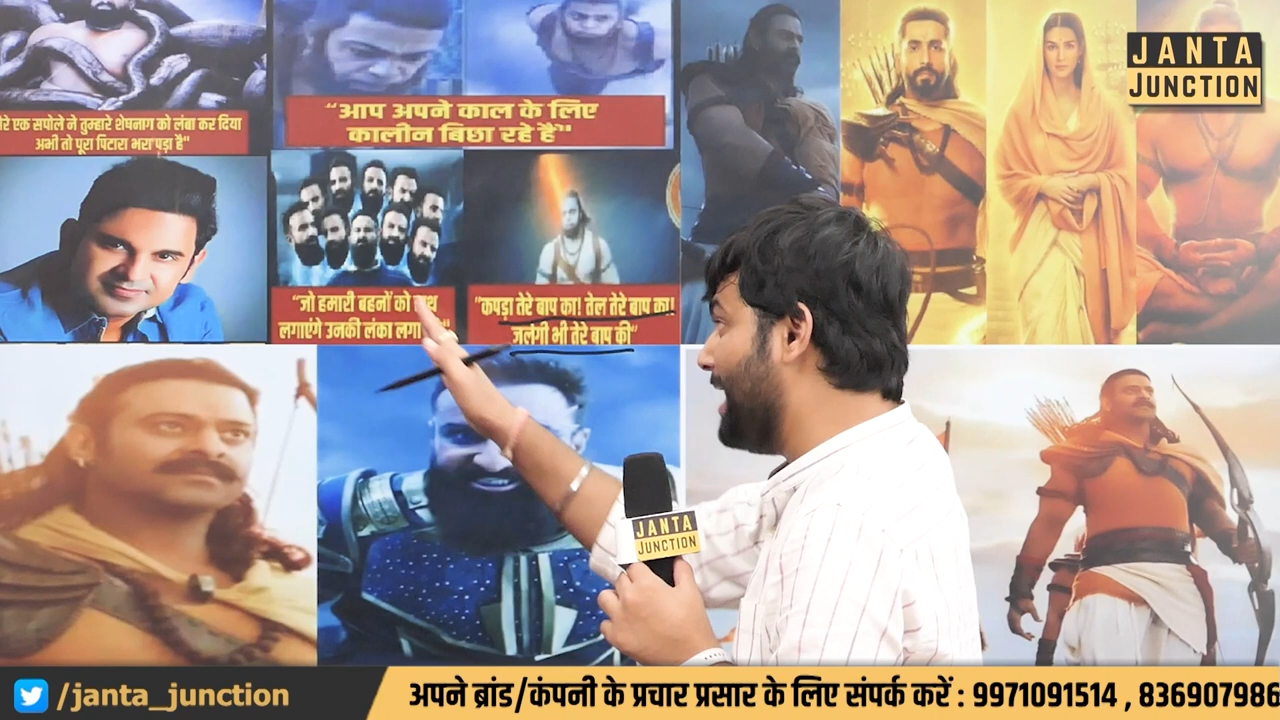 JANTA
JUNCTION
रे एक सपोले ने तुम्हारे शेषनाग को लंबा कर दिया
अभी तो पूरा पिटारा भरा पड़ा है"
"आप अपने काल के लिए
कालीन बिछा रहे हैं"
"जो हमारी बहनों को
लगाएंगे उनकी लंका
"कपड़ा तेरे बाप का! तेल तेरे बाप का!
जलेगी भी तेरे बाप की"
JANTA
JUNCTION
/janta_junction
अपने ब्रांड/कंपनी के प्रचार प्रसार के लिए संपर्क करें : 9971091514 , 836907986